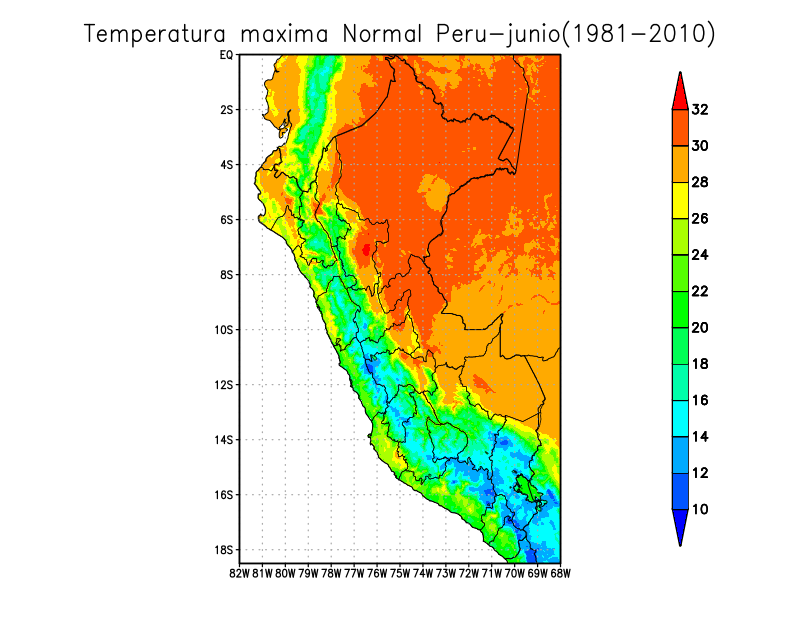 Temperatura maxima Normal Peru-junio(1981-2010)
EQ
2S
4S
6S
8S
10S
12S
14S
16S
18S
82W 81W 80W 79W 78W 77W 76W 75W 74W 73W 72W 71W 70W 69W 68W
32
30
28
26
24
22
20
18
16
14
12
10